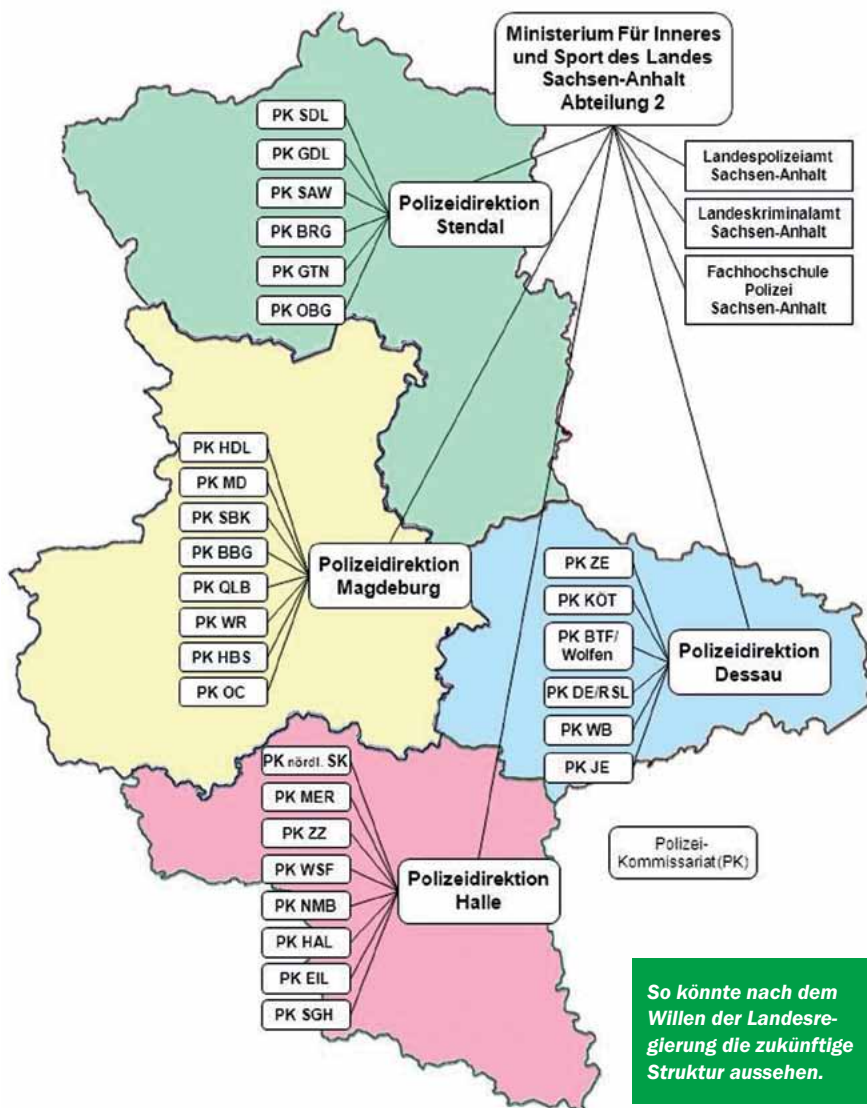 Ministerium Für Inneres
und Sport des Landes
Sachsen-Anhalt
Abteilung 2
Landespolizeiamt
Sachsen-Anhalt
Landeskriminalamt
Sachsen-Anhalt
Fachhochschule
Polizei
Sachsen-Anhalt
PK SDL
PK GDL
PK SAW
PK BRG
PK GTN
PK OBG
Polizeidirektion
Stendal
PK HDL
PK MD
PK SBK
PK BBG
PK QLB
PK WR
PK HBS
PK OC
Polizeidirektion
Magdeburg
PK ZE
PK KÖT
PK BTF/
Wolfen
PK DE/RSL
PK WB
PK JE
Polizeidirektion
Dessau
PK nördl. SK
PK MER
PK ZZ
PK WSF
PK NMB
PK HAL
PK EIL
PK SGH
Polizeidirektion
Halle
Polizei-
Kommissariat(PK)
So könnte nach dem
Willen der Landesre-
gierung die zukünftige
Struktur aussehen.